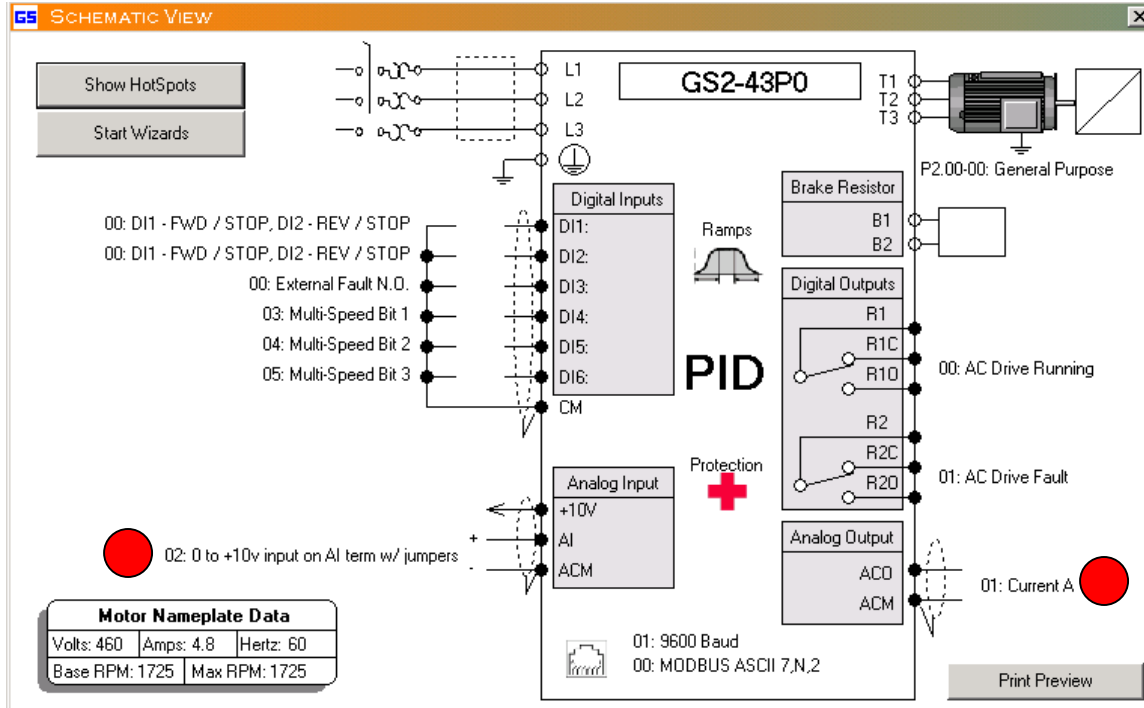 GS SCHEMATIC VIEW
Show HotSpots
Start Wizards
L1
L2
L3
GS2-43P0
T1
T2
T3
P2.00-00: General Purpose
Digital Inputs
00: DI1 - FWD / STOP, DI2 - REV / STOP
DI1:
00: DI1 - FWD / STOP, DI2 - REV / STOP
DI2:
00: External Fault N.O.
DI3:
03: Multi-Speed Bit 1
DI4:
04: Multi-Speed Bit 2
DI5:
05: Multi-Speed Bit 3
DI6:
CM
Ramps
PID
Protection
Brake Resistor
B1
B2
Digital Outputs
R1
R1C
R1O
00: AC Drive Running
R2
R2C
R2O
01: AC Drive Fault
Analog Input
+10V
+
AI
02: 0 to +10v input on AI term w/ jumpers
-
ACM
Analog Output
ACO
ACM
01: Current A
Motor Nameplate Data
Volts: 460 Amps: 4.8 Hertz: 60
Base RPM: 1725 Max RPM: 1725
01: 9600 Baud
00: MODBUS ASCII 7,N,2
Print Preview